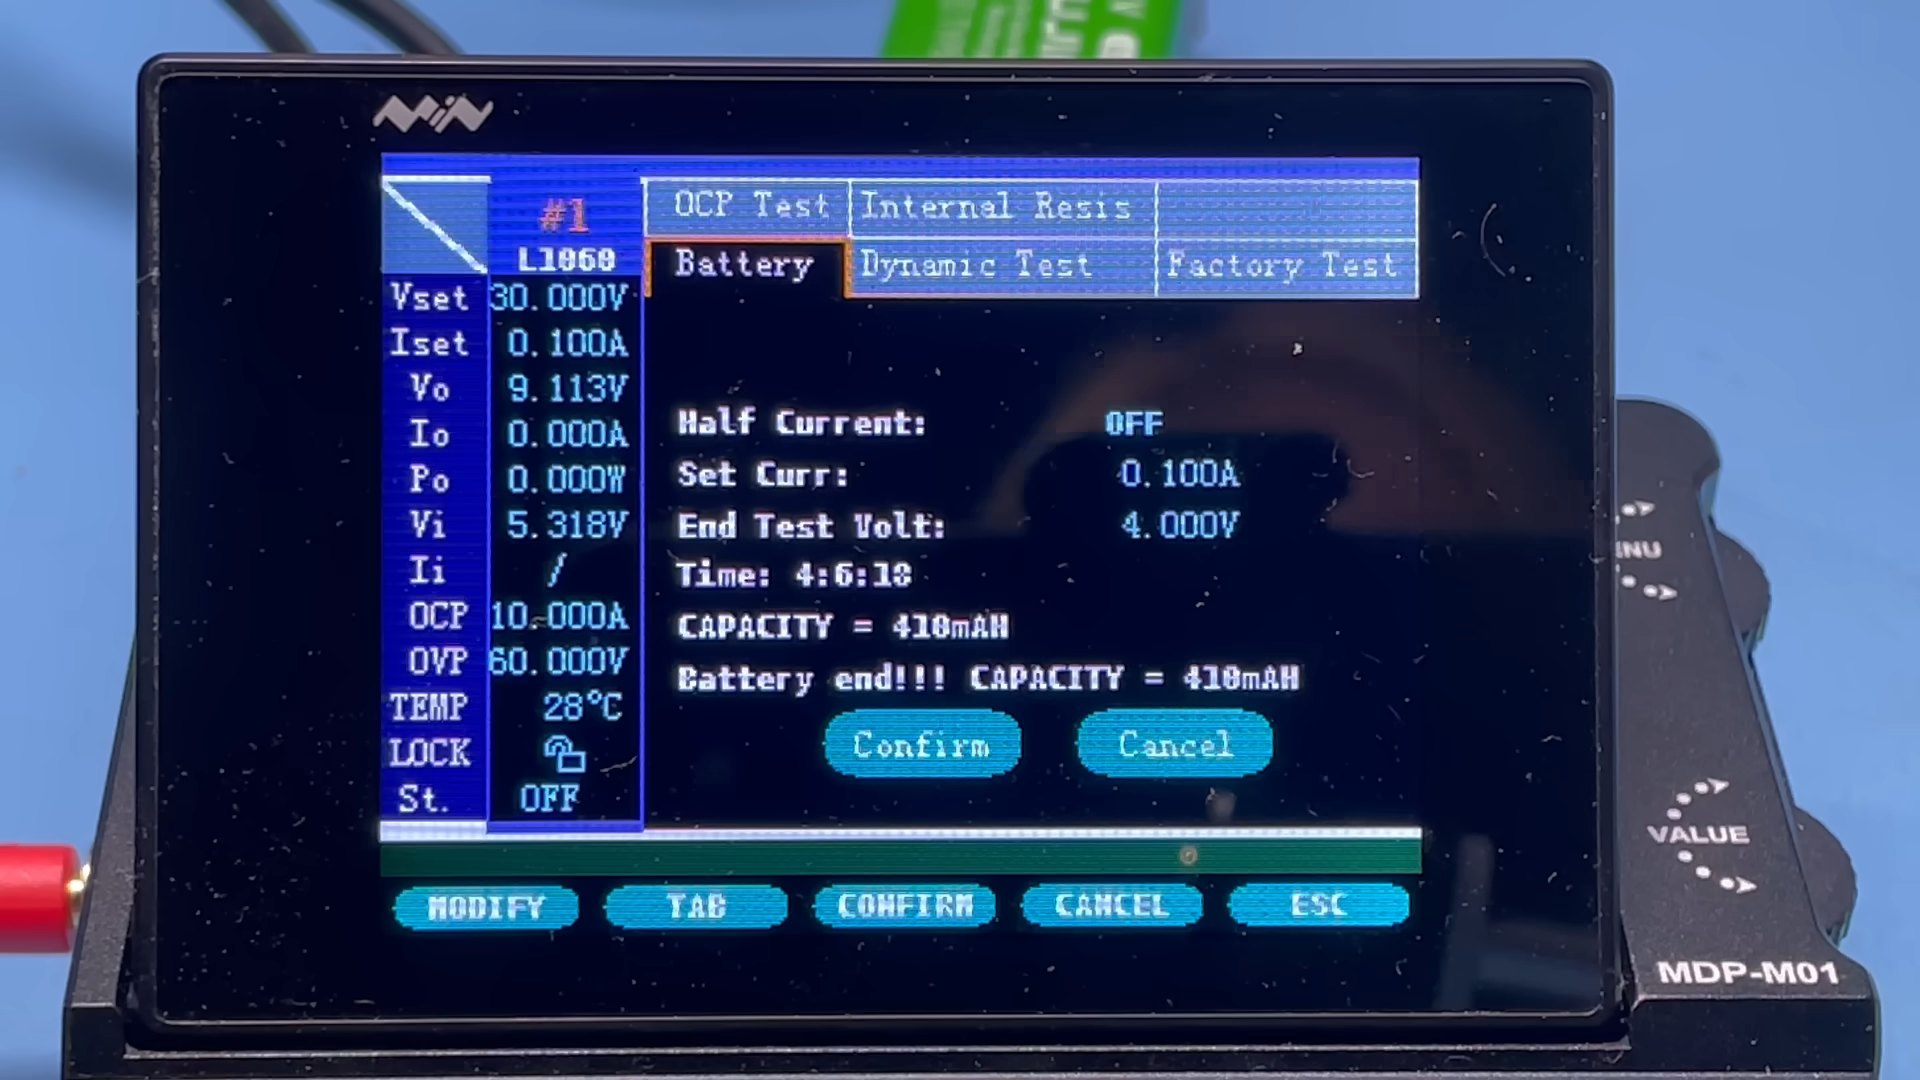 MiN
#1
L1060
OCP Test
Internal Resis
Battery
Dynamic Test
Factory Test
Vset 30.000V
Iset 0.100A
Vo 9.113V
Io 0.000A
Po 0.000W
Vi 5.318V
Ii /
OCP 10.000A
OVP 60.000V
TEMP 28°C
LOCK
St. OFF
Half Current: OFF
Set Curr: 0.100A
End Test Volt: 4.000V
Time: 4:6:18
CAPACITY = 410mAH
Battery end!!! CAPACITY = 410mAH
Confirm
Cancel
MODIFY
TAB
CONFIRM
CANCEL
ESC
VALUE
MDP-M01